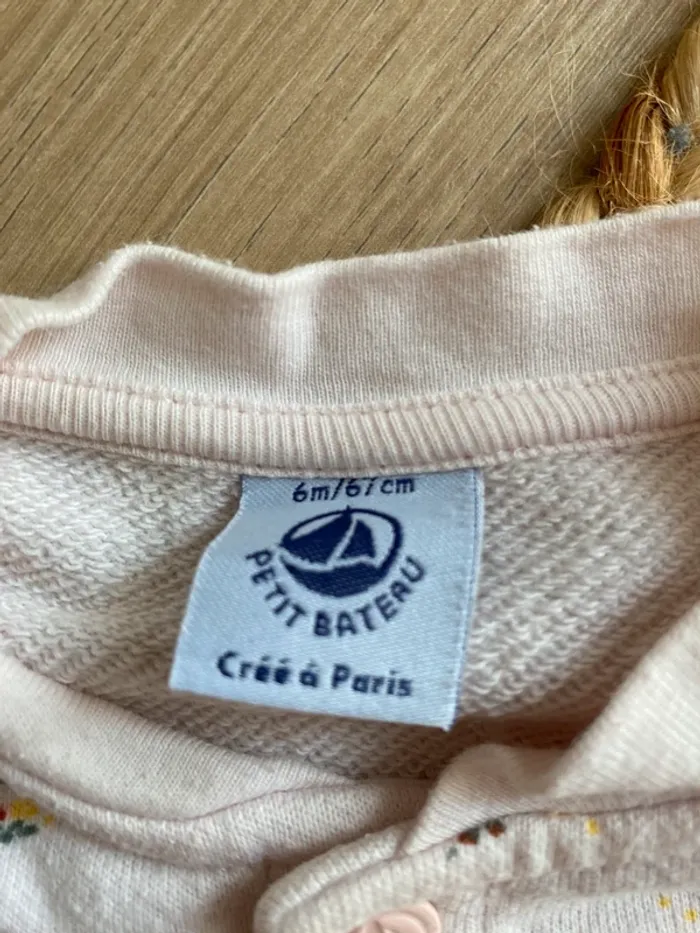 6m/67cm
PETIT BATEAU
Créé à Paris